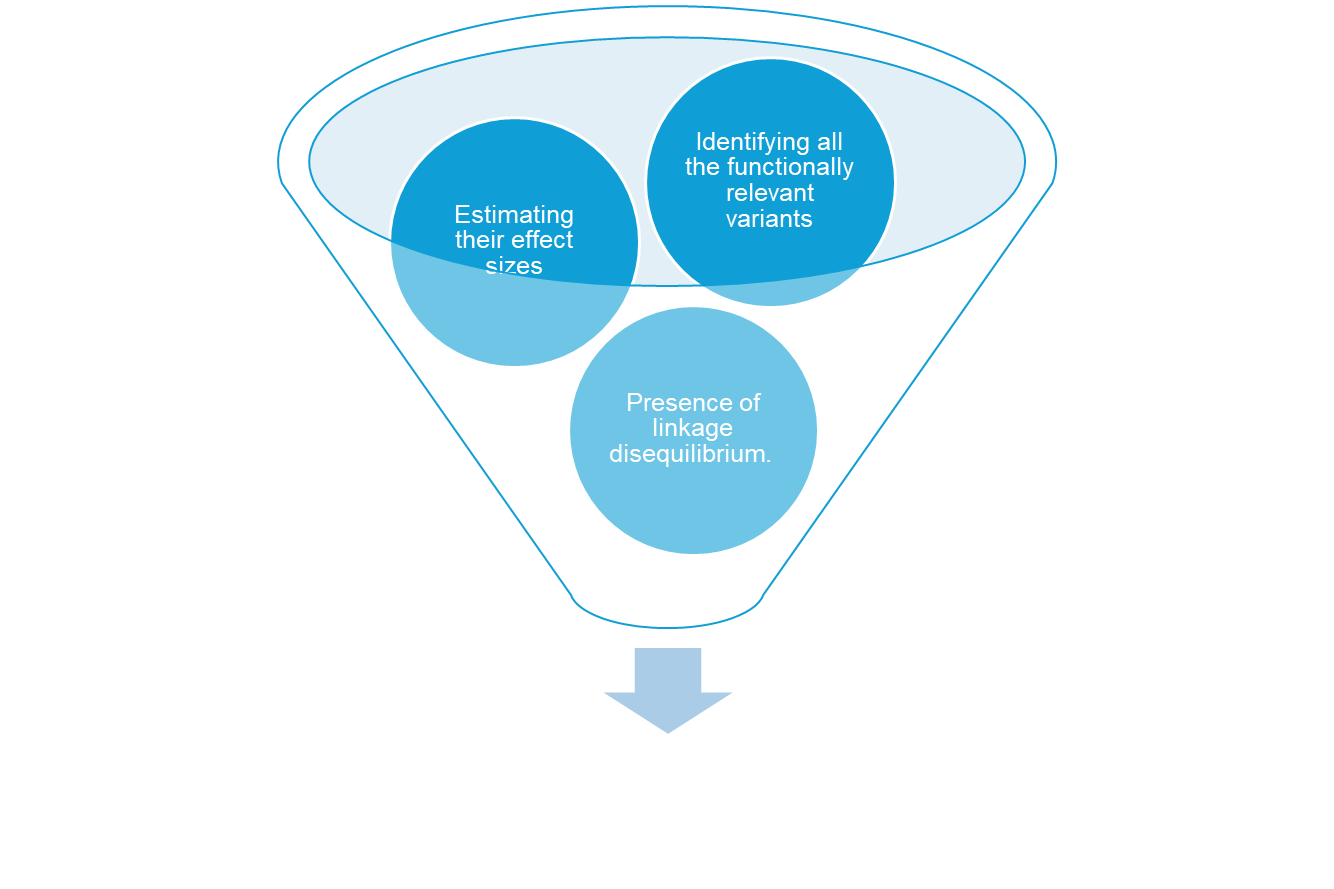 Identifying all
the functionally
relevant
variants
Estimating
their effect
sizes
Presence of
linkage
disequilibrium.